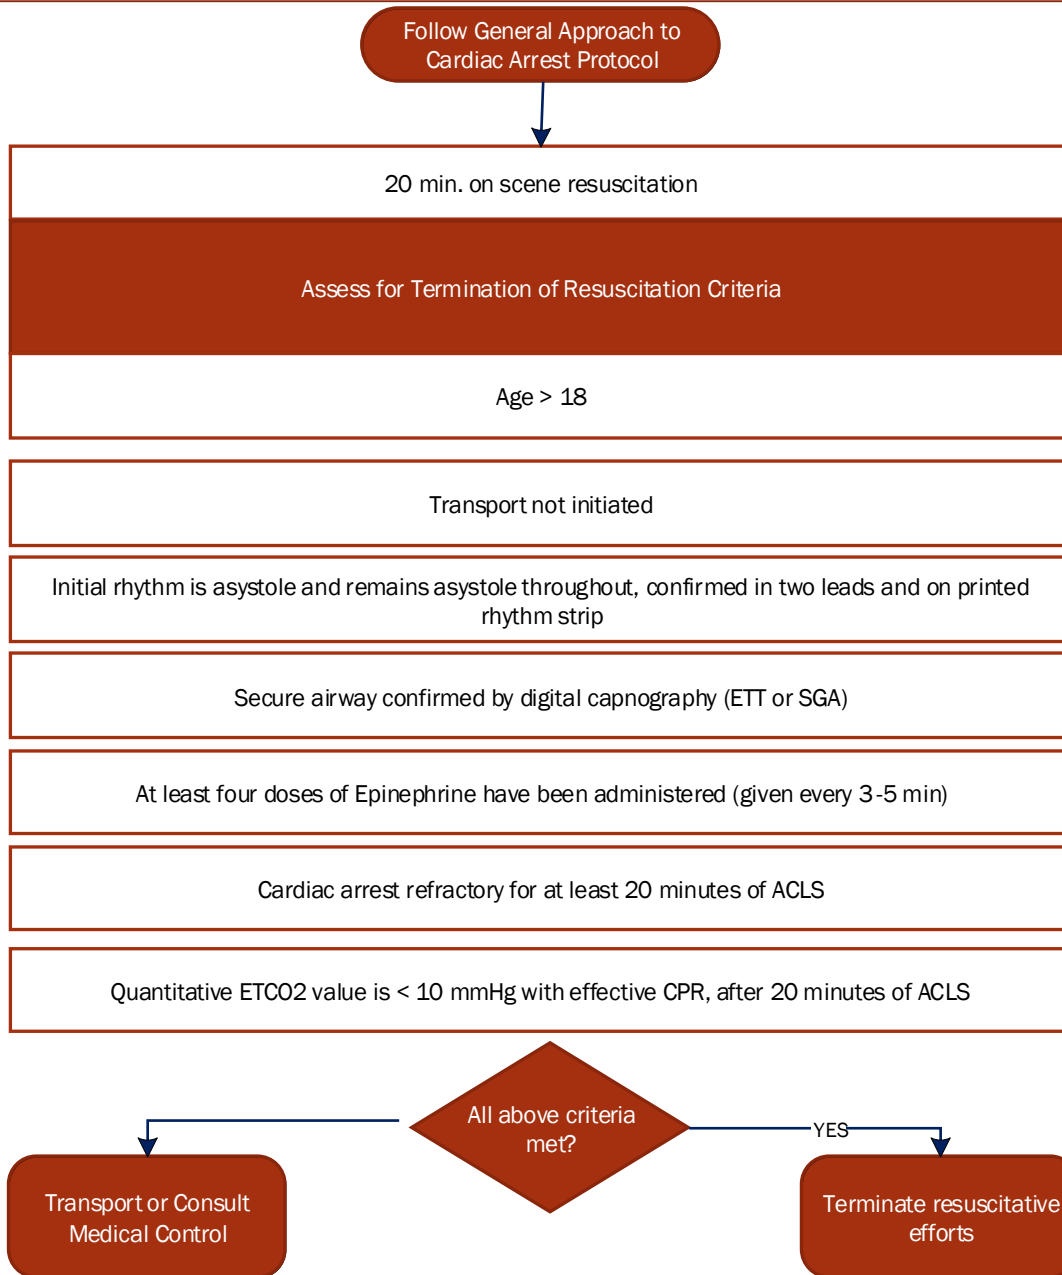 Follow General Approach to
Cardiac Arrest Protocol
20 min. on scene resuscitation
Assess for Termination of Resuscitation Criteria
Age > 18
Transport not initiated
Initial rhythm is asystole and remains asystole throughout, confirmed in two leads and on printed
rhythm strip
Secure airway confirmed by digital capnography (ETT or SGA)
At least four doses of Epinephrine have been administered (given every 3-5 min)
Cardiac arrest refractory for at least 20 minutes of ACLS
Quantitative ETCO2 value is < 10 mmHg with effective CPR, after 20 minutes of ACLS
All above criteria
met?
YES
Transport or Consult
Medical Control
Terminate resuscitative
efforts